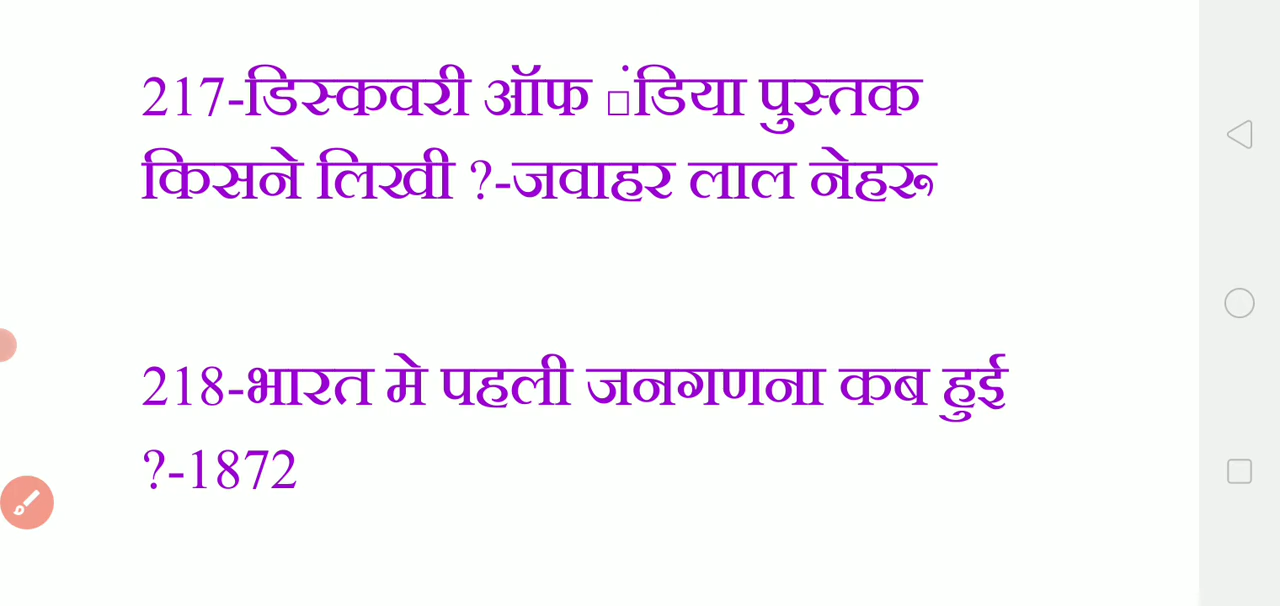 217-डिस्कवरी ऑफ ंडिया पुस्तक
किसने लिखी ?-जवाहर लाल नेहरू
218-भारत मे पहली जनगणना कब हुई
?-1872